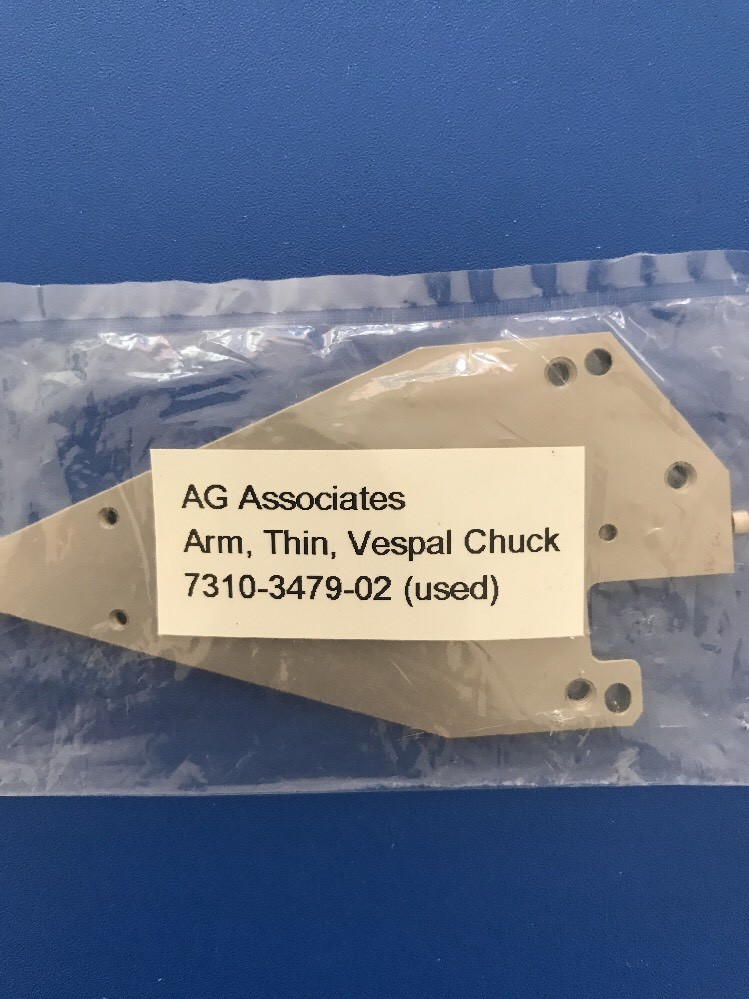 AG Associates
Arm, Thin, Vespal Chuck
7310-3479-02 (used)